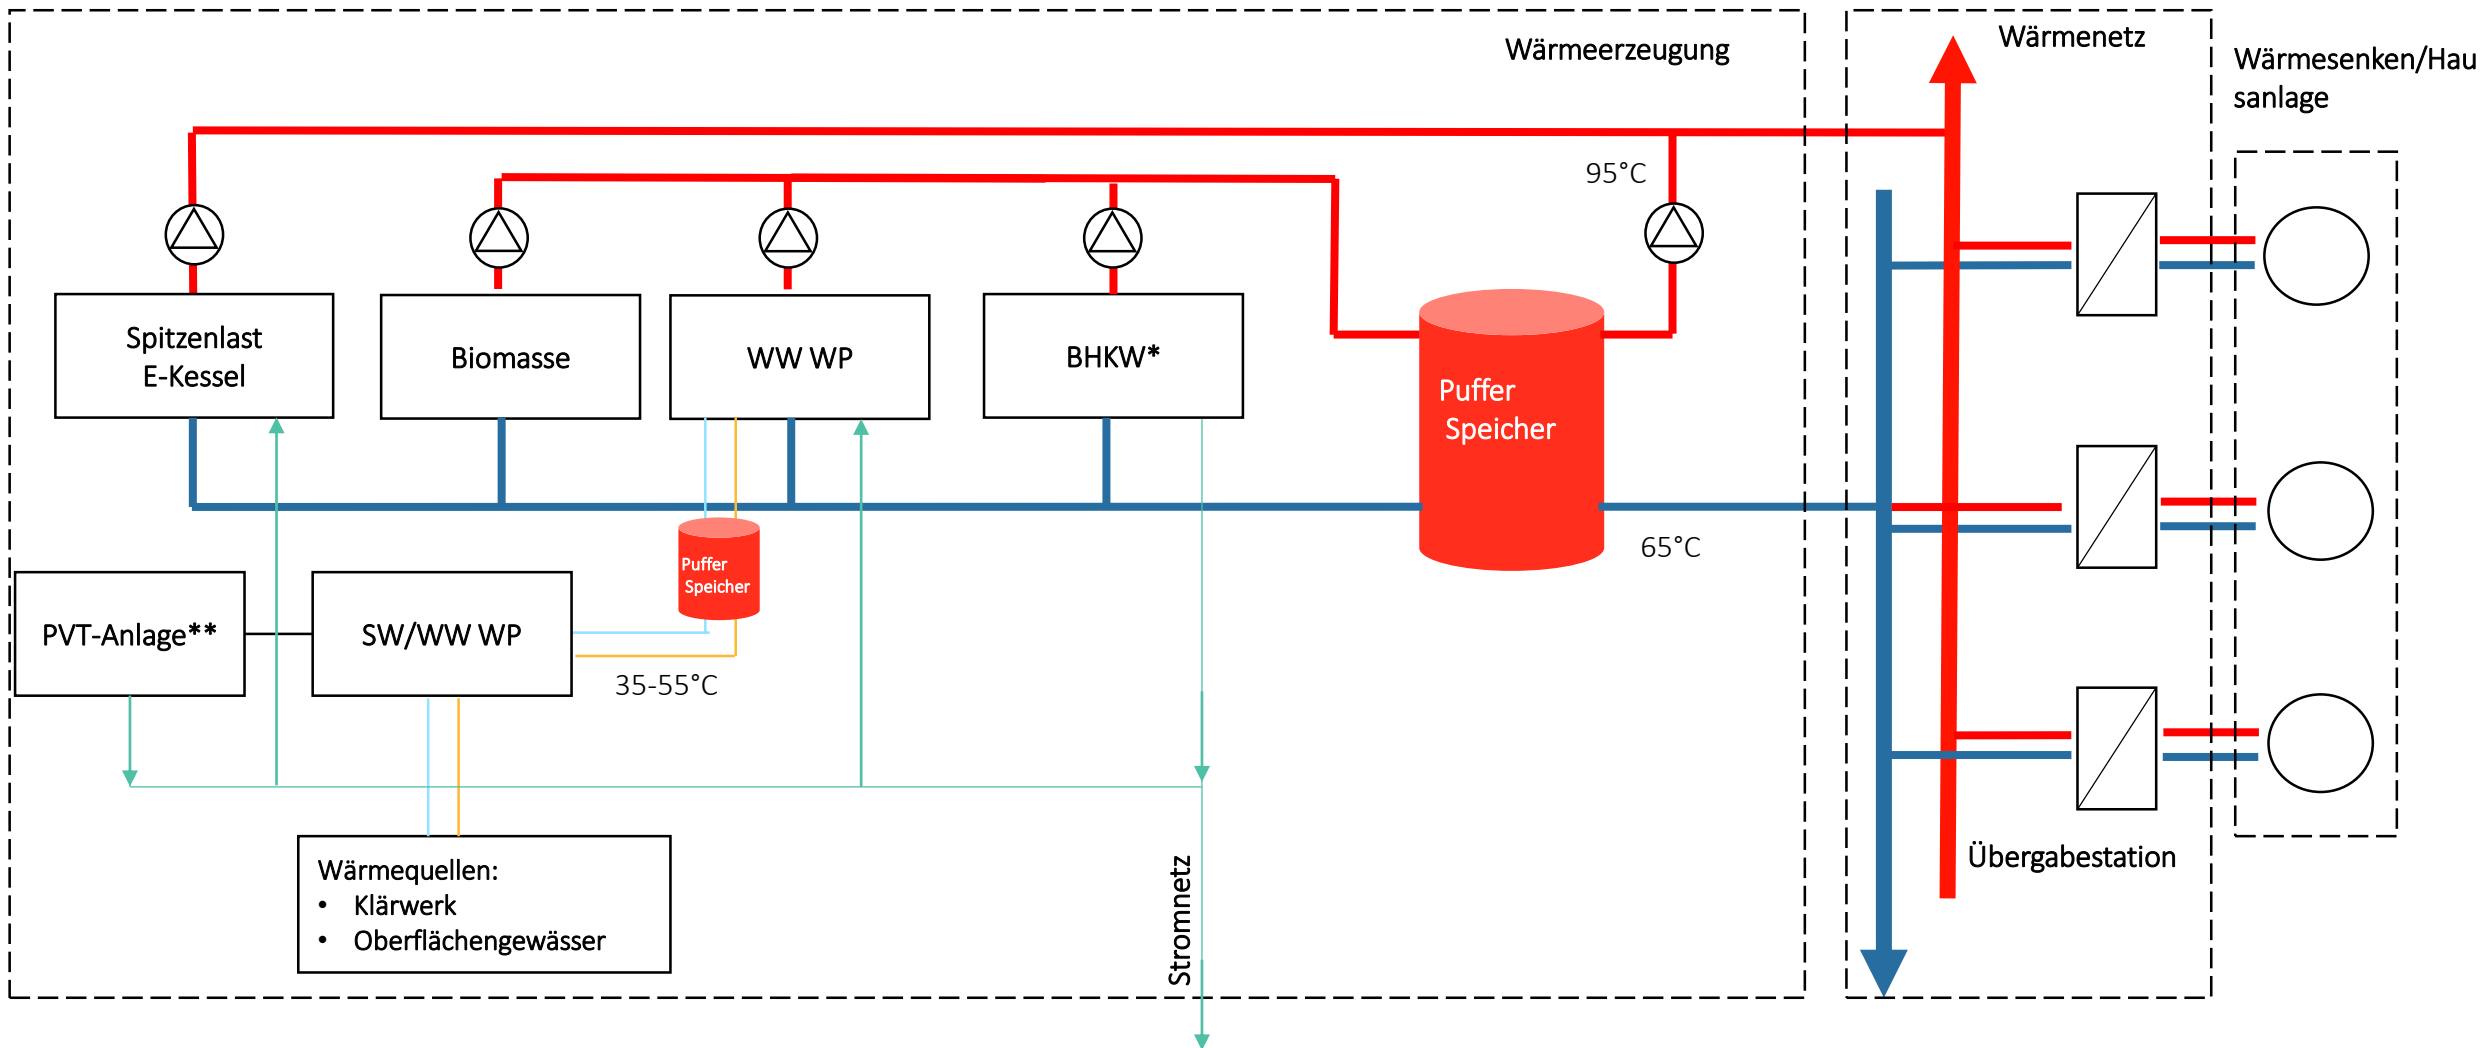 Wärmeerzeugung
Wärmenetz
Wärmesenken/Hau
sanlage
95°C
Spitzenlast
E-Kessel
Biomasse
WW WP
BHKW*
Puffer
Speicher
65°C
Puffer
Speicher
PVT-Anlage**
SW/WW WP
35-55°C
Wärmequellen:
• Klärwerk
• Oberflächengewässer
Stromnetz
Übergabestation